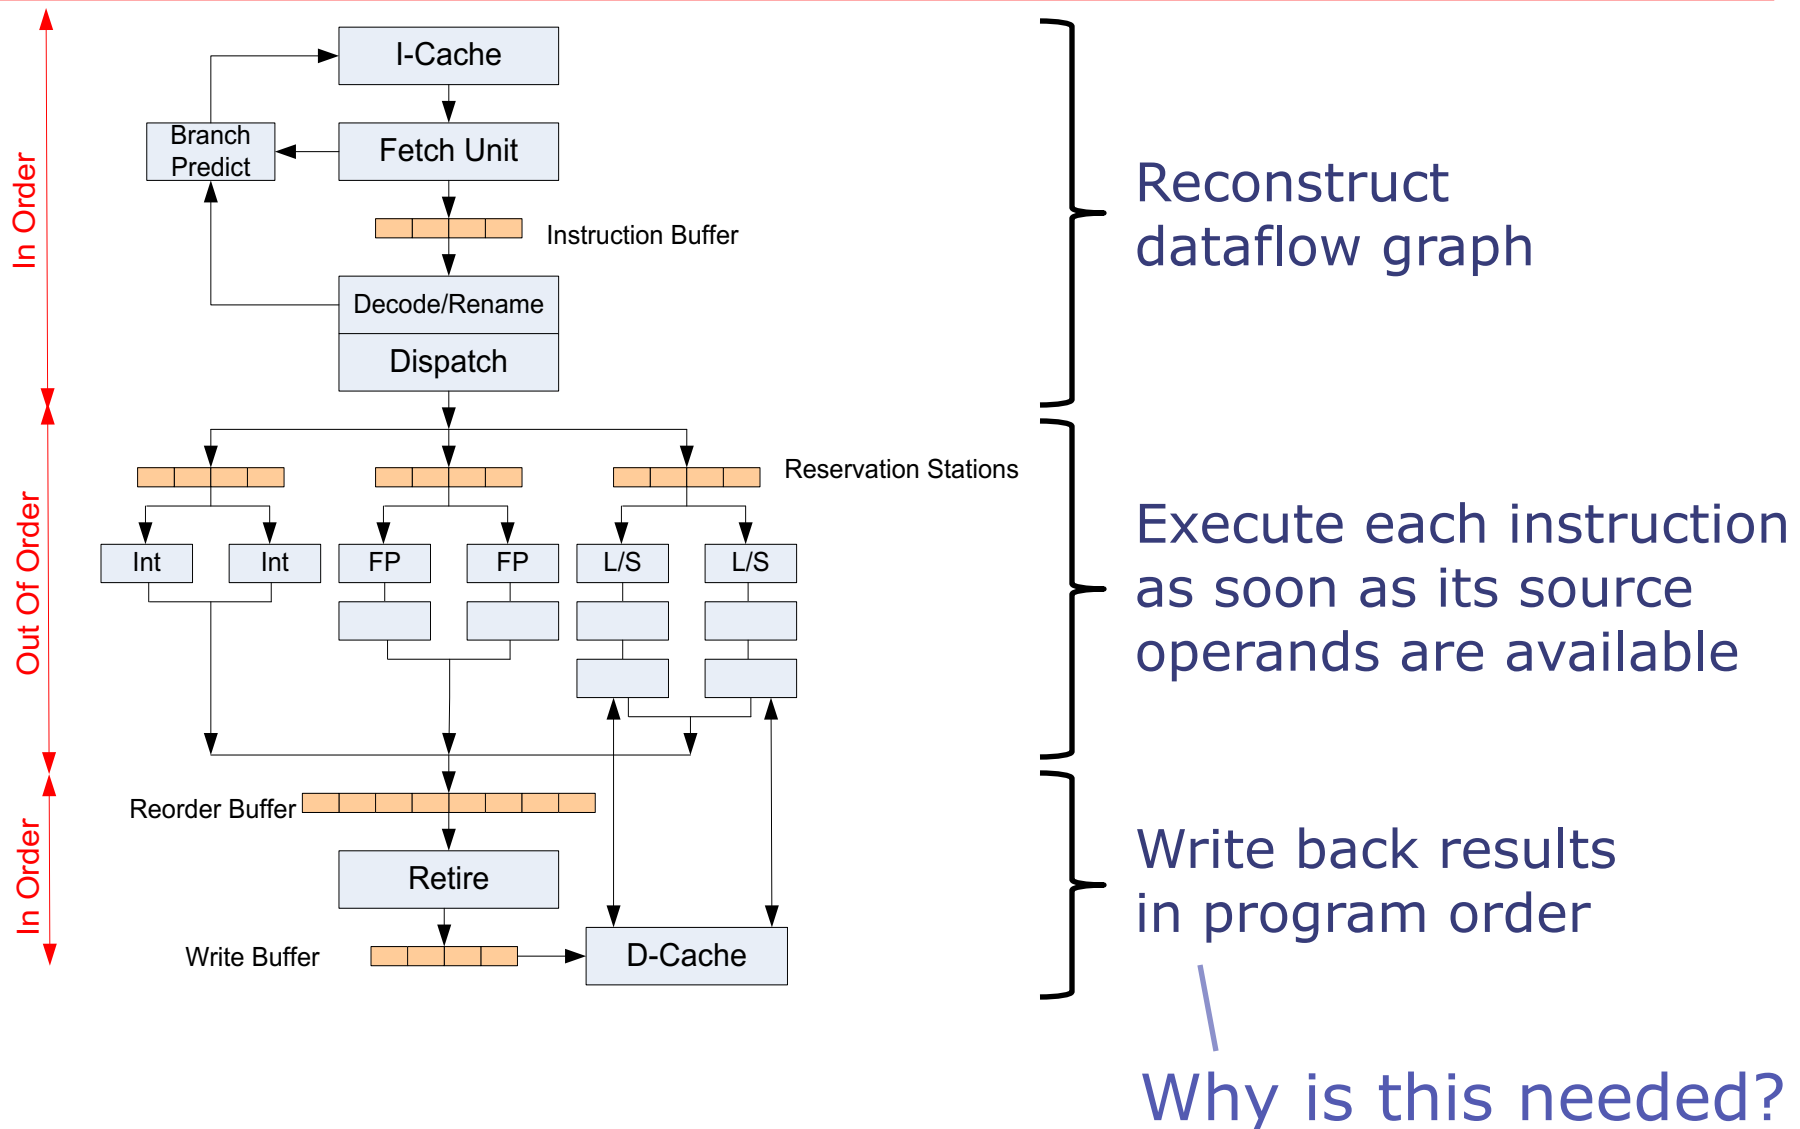 I-Cache
Branch
Predict
Fetch Unit
Instruction Buffer
Decode/Rename
Dispatch
In Order
Reconstruct
dataflow graph
Reservation Stations
Int
Int
FP
FP
L/S
L/S
Out Of Order
Execute each instruction
as soon as its source
operands are available
Reorder Buffer
Retire
Write Buffer
D-Cache
In Order
Write back results
in program order
Why is this needed?